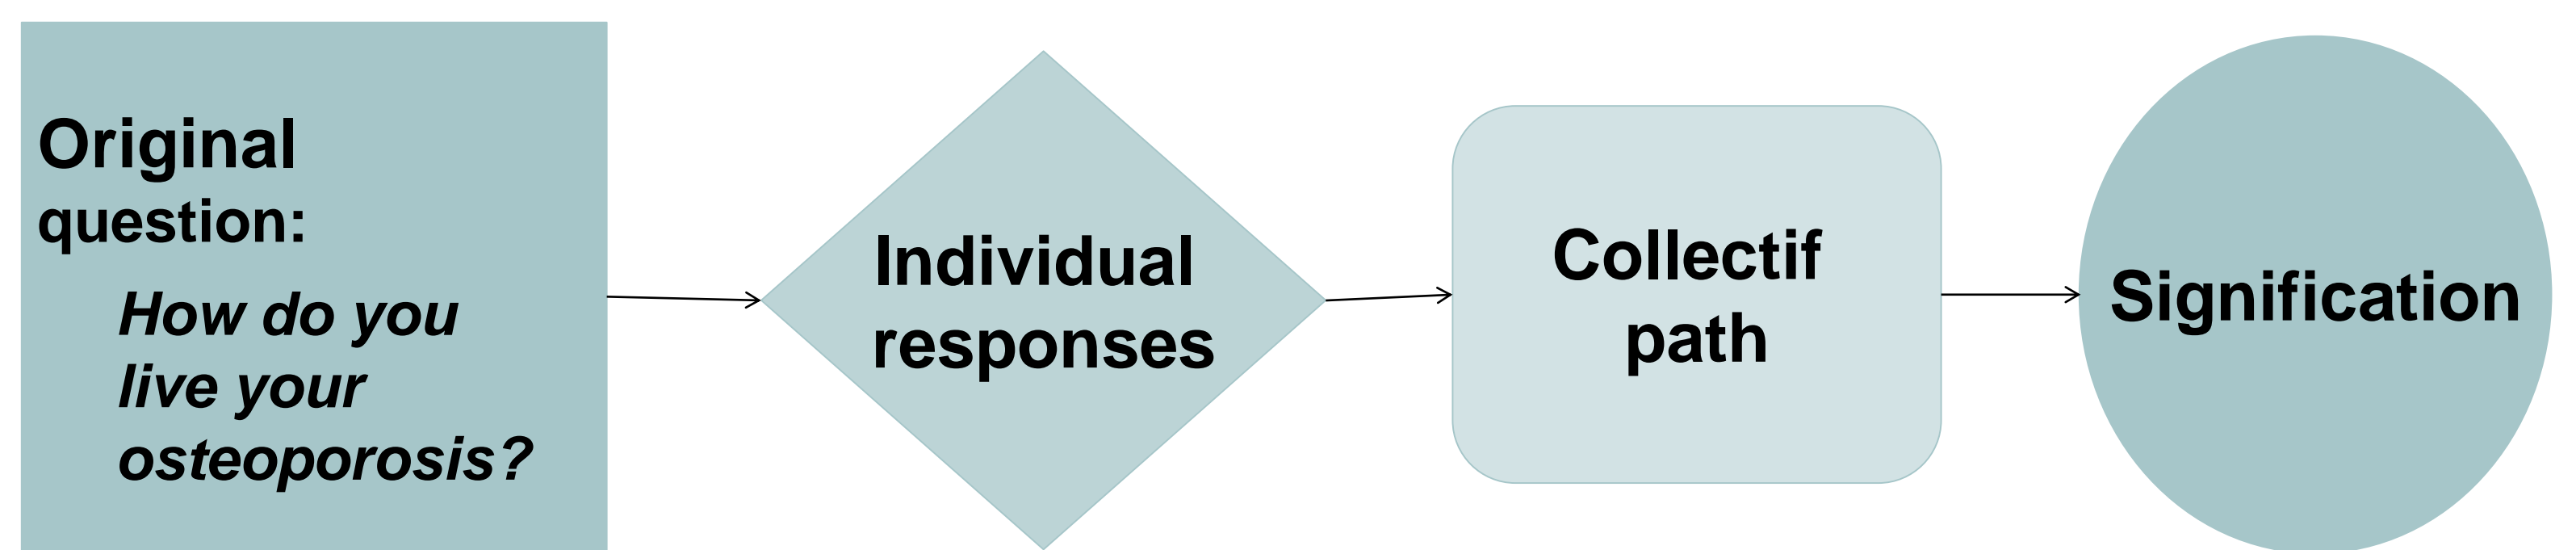 Original
question:
How do you
live your
osteoporosis?
Individual
responses
Collectif
path
Signification